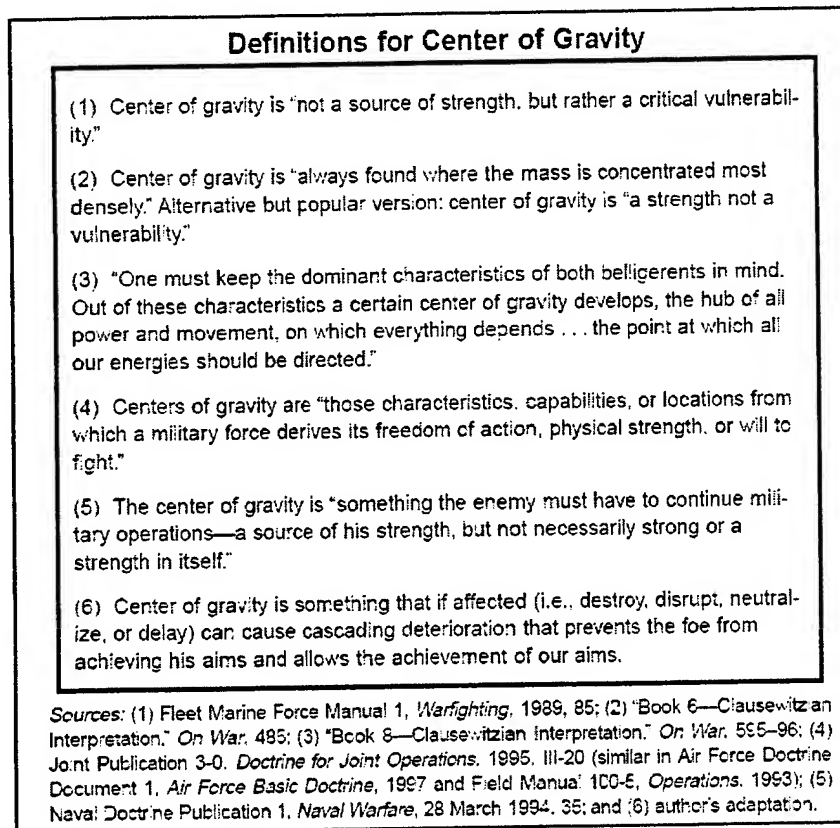 Definitions for Center of Gravity
(1) Center of gravity is "not a source of strength, but rather a critical vulnerabil-
ity."
(2) Center of gravity is "always found where the mass is concentrated most
densely." Alternative but popular version: center of gravity is "a strength not a
vulnerability."
(3) "One must keep the dominant characteristics of both belligerents in mind.
Out of these characteristics a certain center of gravity develops, the hub of all
power and movement, on which everything depends . . . the point at which all
our energies should be directed."
(4) Centers of gravity are "those characteristics, capabilities, or locations from
which a military force derives its freedom of action, physical strength, or will to
fight."
(5) The center of gravity is "something the enemy must have to continue mili-
tary operations—a source of his strength, but not necessarily strong or a
strength in itself."
(6) Center of gravity is something that if affected (i.e., destroy, disrupt, neutral-
ize, or delay) can cause cascading deterioration that prevents the foe from
achieving his aims and allows the achievement of our aims.
Sources: (1) Fleet Marine Force Manual 1, Warfighting, 1989, 85; (2) "Book 6—Clausewitzian
Interpretation," On War, 485; (3) "Book 8—Clausewitzian Interpretation," On War, 595–96; (4)
Joint Publication 3-0, Doctrine for Joint Operations, 1995, III-20 (similar in Air Force Doctrine
Document 1, Air Force Basic Doctrine, 1997 and Field Manual 100-5, Operations, 1993); (5)
Naval Doctrine Publication 1, Naval Warfare, 28 March 1994, 35; and (6) author's adaptation.